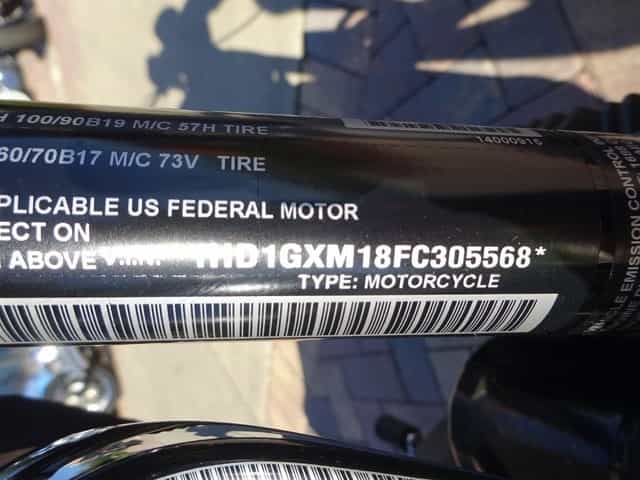 H 100/90B19 M/C 57H TIRE
14000915
60/70B17 M/C 73V TIRE
PLICABLE US FEDERAL MOTOR
ECT ON
ABOVE V.I.N. 1HD1GXM18FC305568*
TYPE: MOTORCYCLE
EMISSION CONTROL